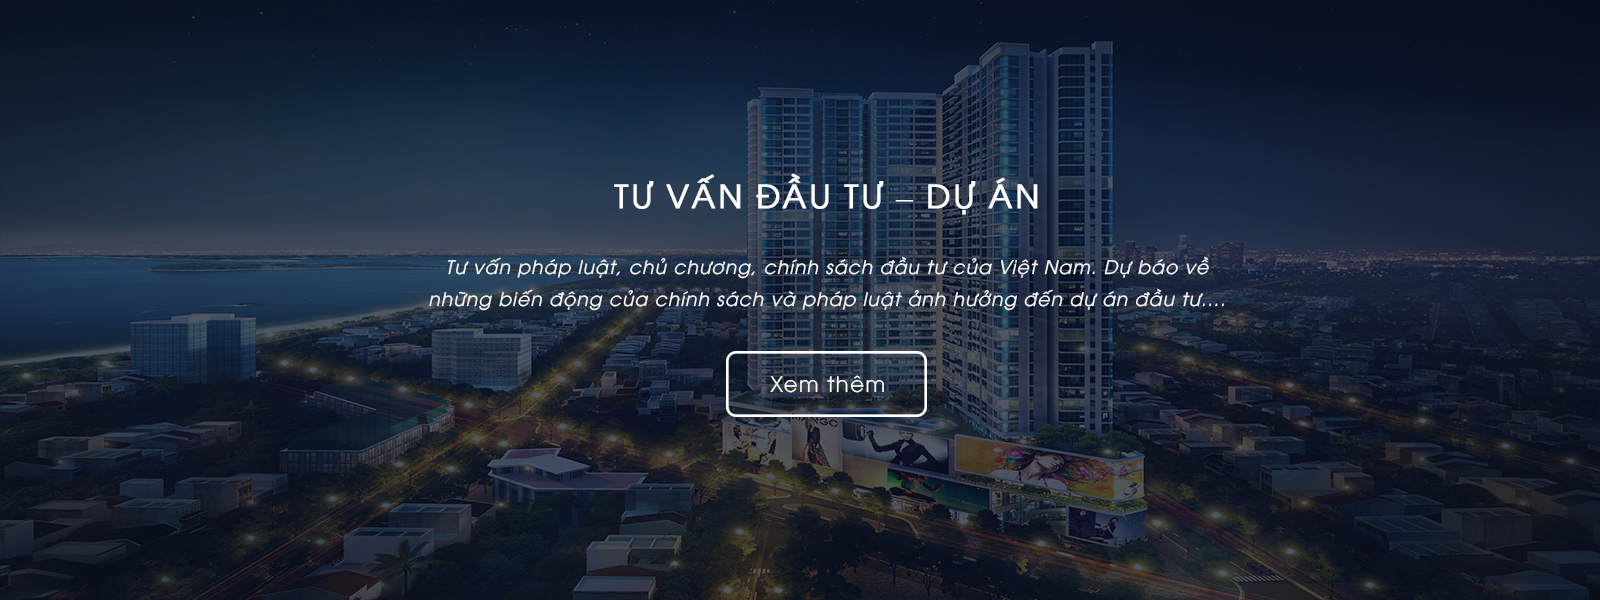 TƯ VẤN ĐẦU TƯ – DỰ ÁN
Tư vấn pháp luật, chủ chương, chính sách đầu tư của Việt Nam. Dự báo về
những biến động của chính sách và pháp luật ảnh hưởng đến dự án đầu tư....
Xem thêm
MANGO